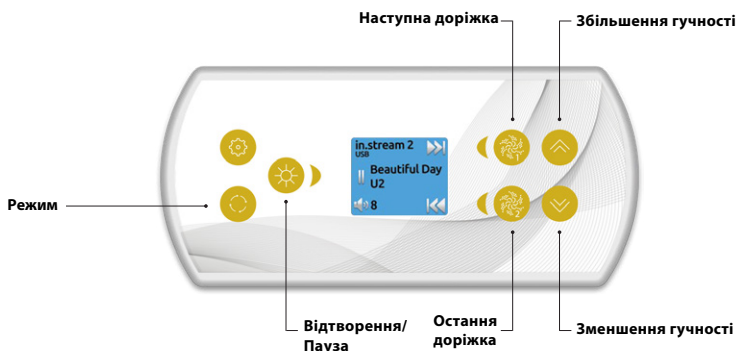 Наступна доріжка
Збільшення гучності
in.stream 2
USB
Beautiful Day
U2
8
2
Режим
Відтворення/
Пауза
Остання
доріжка
Зменшення гучності